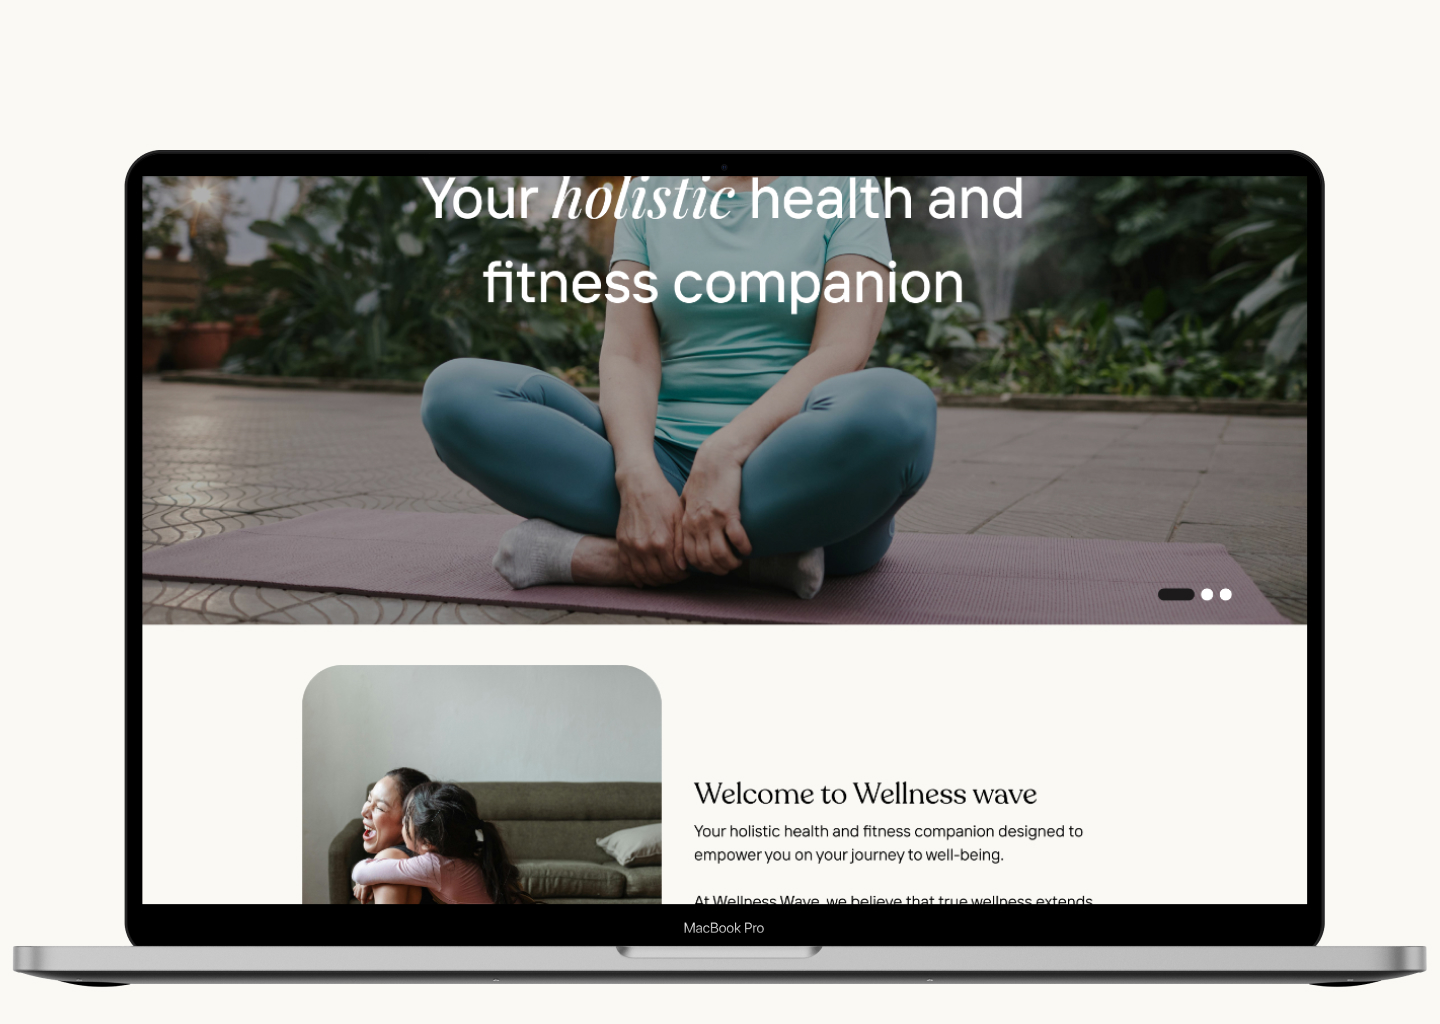 Your holistic health and
fitness companion
Welcome to Wellness wave
Your holistic health and fitness companion designed to
empower you on your journey to well-being.
At Wellness Wave, we believe that true wellness extends
MacBook Pro